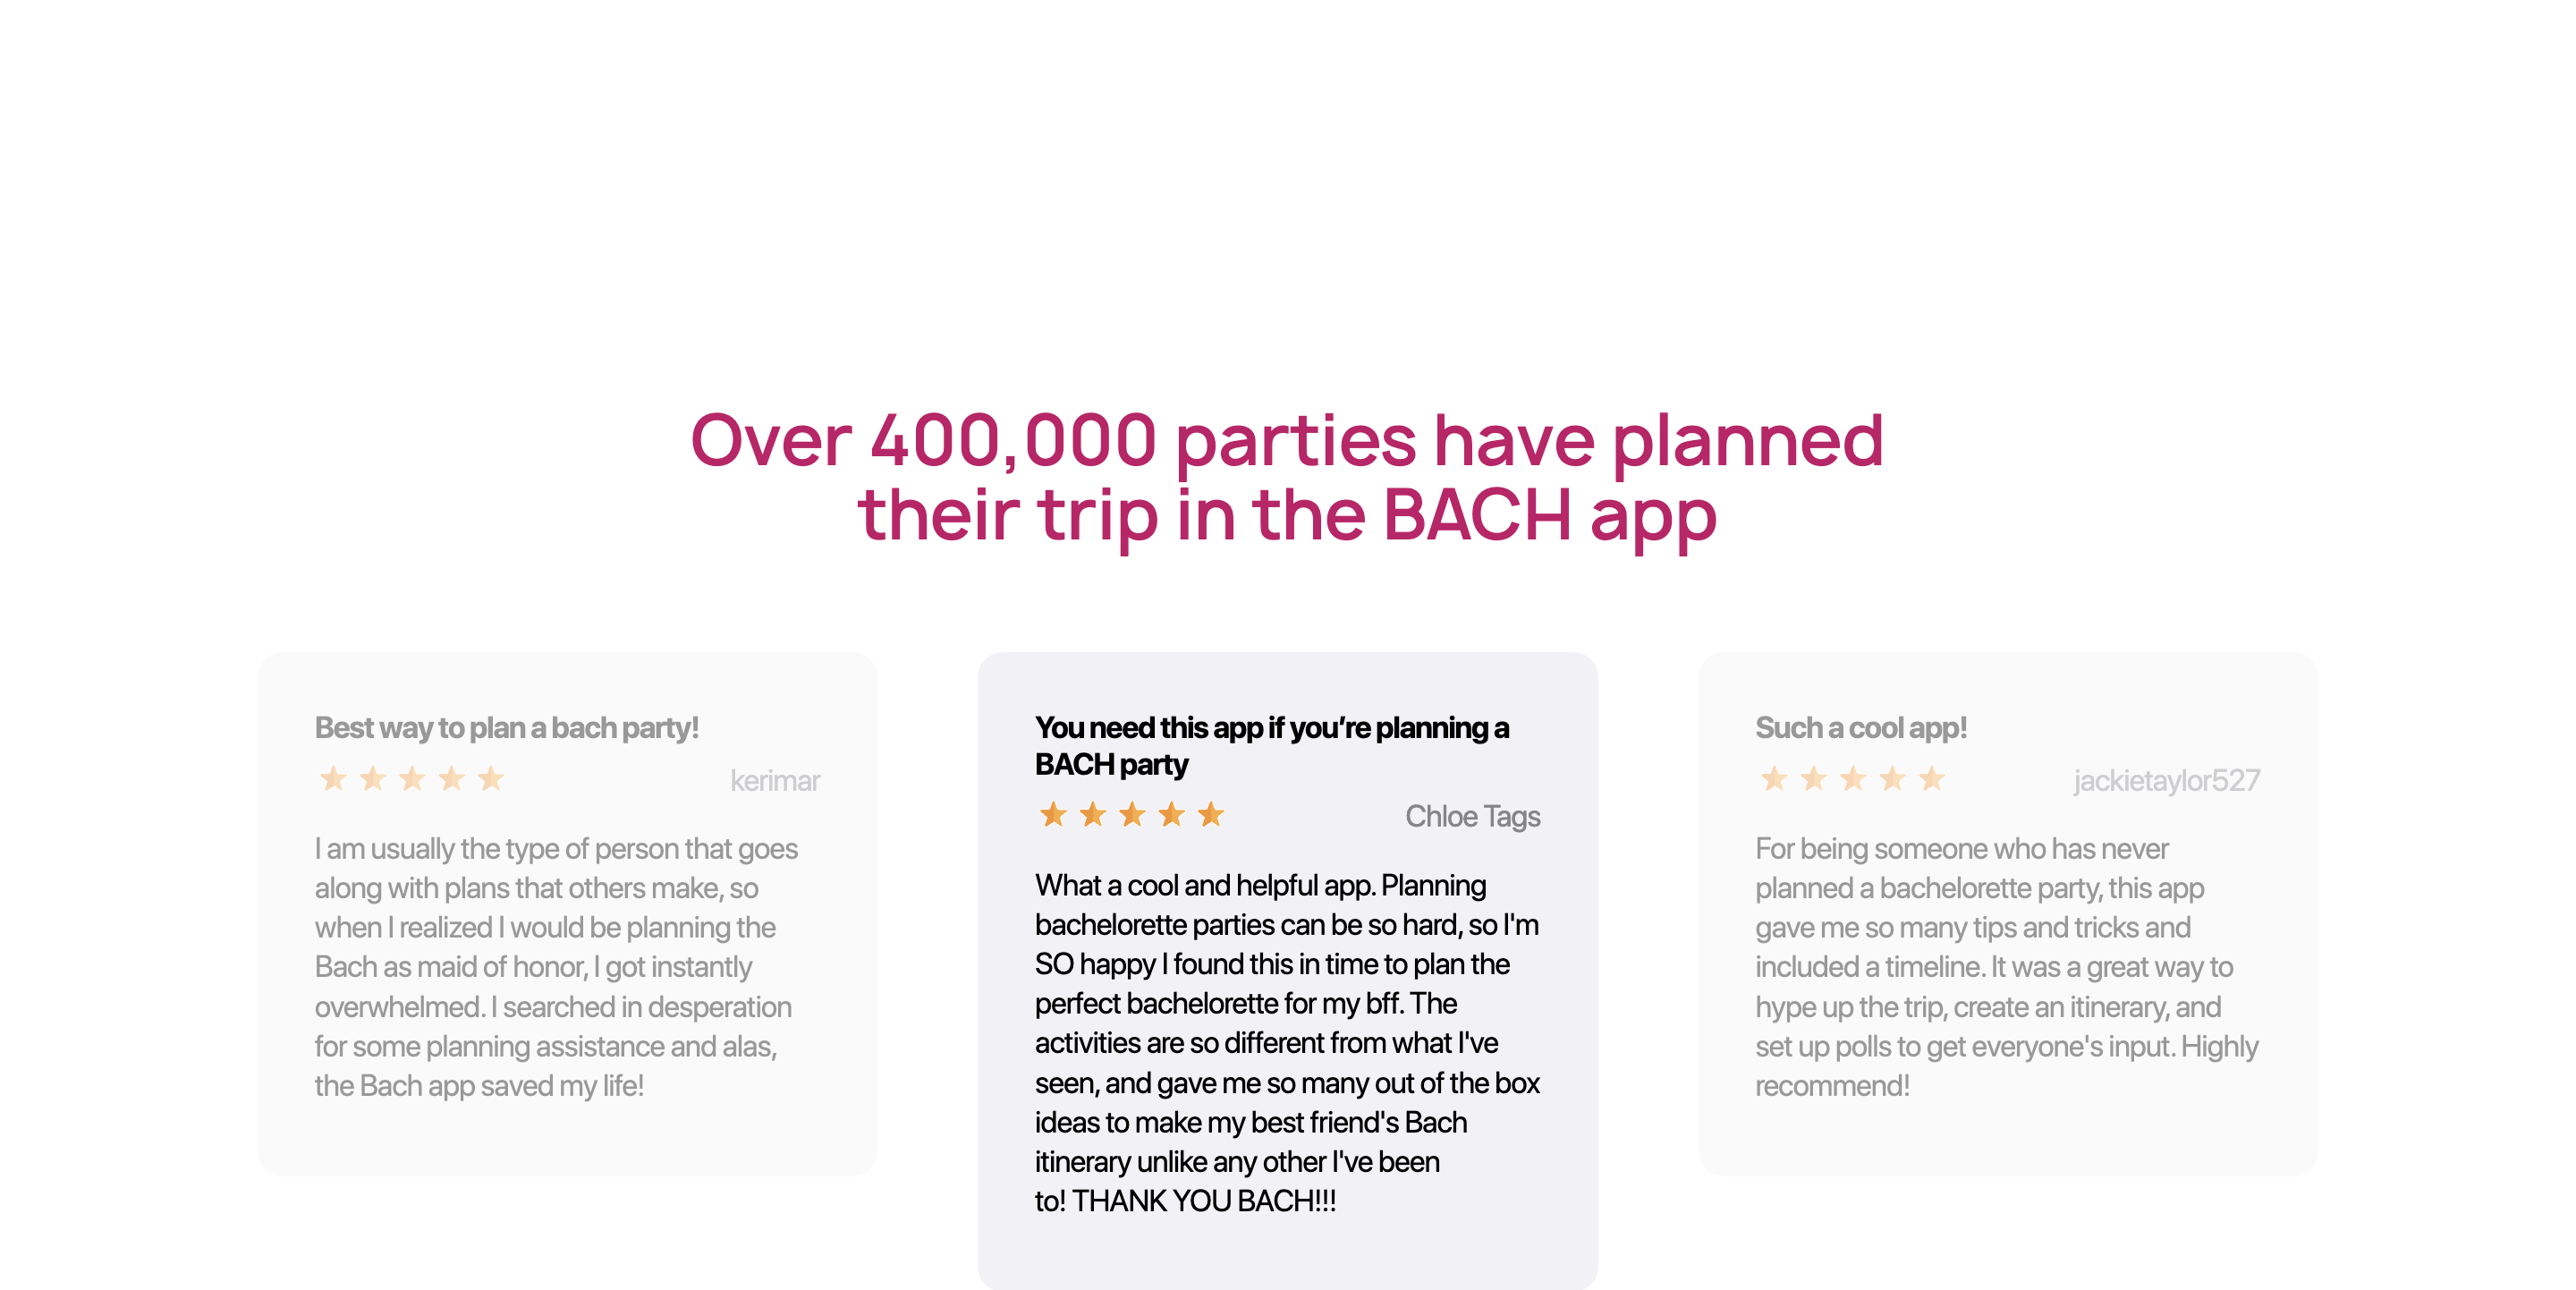 Over 400,000 parties have planned
their trip in the BACH app
Best way to plan a bach party!
kerimar
I am usually the type of person that goes
along with plans that others make, so
when I realized I would be planning the
Bach as maid of honor, I got instantly
overwhelmed. I searched in desperation
for some planning assistance and alas,
the Bach app saved my life!
You need this app if you’re planning a
BACH party
Chloe Tags
What a cool and helpful app. Planning
bachelorette parties can be so hard, so I'm
SO happy I found this in time to plan the
perfect bachelorette for my bff. The
activities are so different from what I've
seen, and gave me so many out of the box
ideas to make my best friend's Bach
itinerary unlike any other I've been
to! THANK YOU BACH!!!
Such a cool app!
jackietaylor527
For being someone who has never
planned a bachelorette party, this app
gave me so many tips and tricks and
included a timeline. It was a great way to
hype up the trip, create an itinerary, and
set up polls to get everyone's input. Highly
recommend!